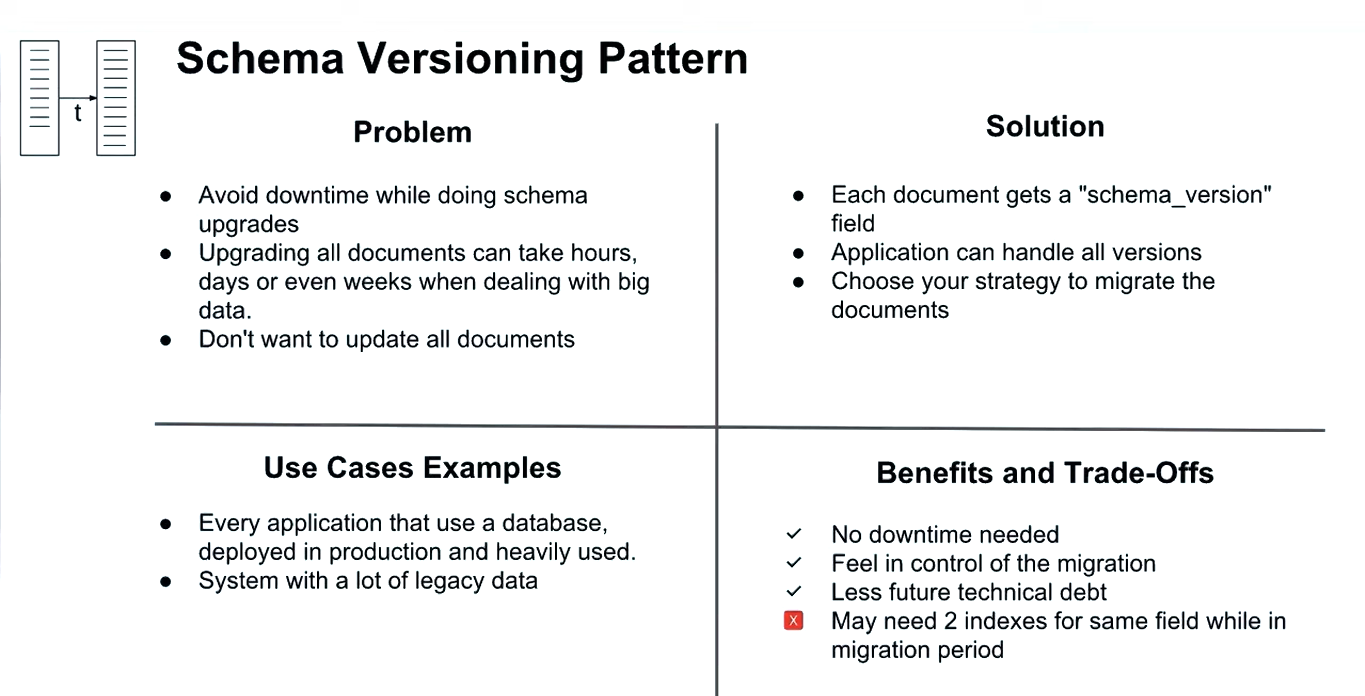 Schema Versioning Pattern
t
Problem
● Avoid downtime while doing schema
upgrades
● Upgrading all documents can take hours,
days or even weeks when dealing with big
data.
● Don't want to update all documents
Solution
● Each document gets a "schema_version"
field
● Application can handle all versions
● Choose your strategy to migrate the
documents
Use Cases Examples
● Every application that use a database,
deployed in production and heavily used.
● System with a lot of legacy data
Benefits and Trade-Offs
✓ No downtime needed
✓ Feel in control of the migration
✓ Less future technical debt
X May need 2 indexes for same field while in
migration period